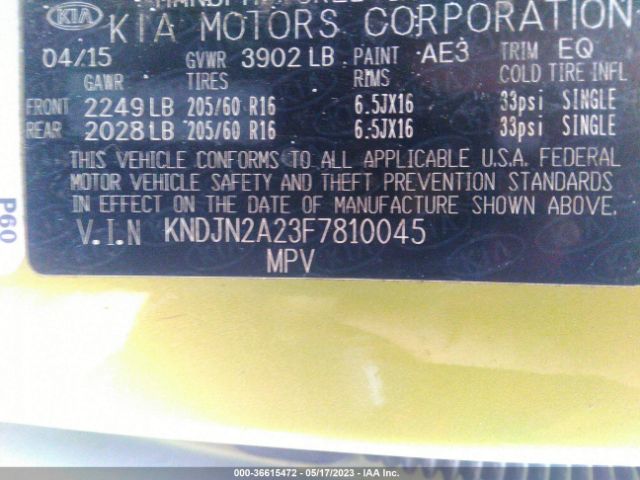 KIA KIA MOTORS CORPORATION
04/15 GVWR 3902 LB PAINT AE3 TRIM EQ
GAWR TIRES RIMS COLD TIRE INFL
FRONT 2249 LB 205/60 R16 6.5JX16 33psi SINGLE
REAR 2028 LB 205/60 R16 6.5JX16 33psi SINGLE
THIS VEHICLE CONFORMS TO ALL APPLICABLE U.S.A. FEDERAL
MOTOR VEHICLE SAFETY AND THEFT PREVENTION STANDARDS
IN EFFECT ON THE DATE OF MANUFACTURE SHOWN ABOVE.
V.I.N KNDJN2A23F7810045
MPV
P60
000-36615472 - 05/17/2023 - IAA Inc.